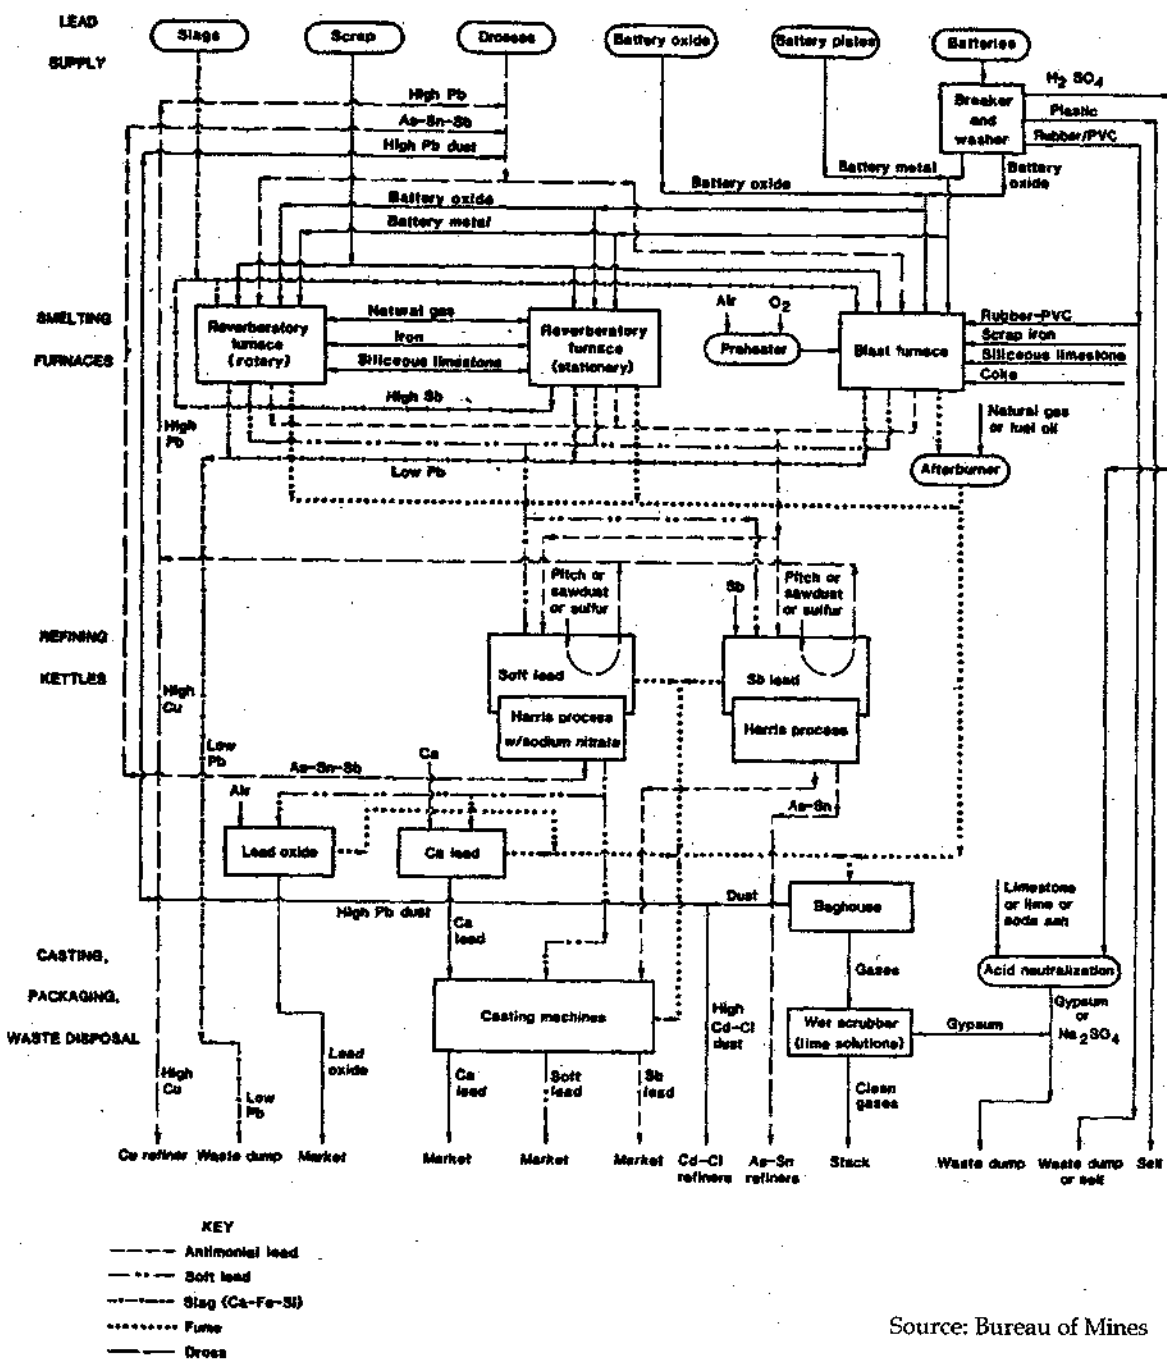 LEAD
SUPPLY
Slags
Scrap
Drosses
Battery oxide
Battery plates
Batteries
H2 SO4
Plastic
Rubber/PVC
Breaker
and
washer
High Pb
As-Sn-Sb
High Pb dust
Battery metal
Battery
oxide
Battery oxide
Battery oxide
Battery metal
SMELTING
FURNACES
Reverberatory
furnace
(rotery)
Natural gas
Iron
Siliceous limestone
Reverberatory
furnace
(stationary)
Air
O2
Preheater
Blast furnace
Rubber-PVC
Scrap iron
Siliceous limestone
Coke
High Sb
High
Pb
Low Pb
Natural gas
or fuel oil
Afterburner
Pitch or
sawdust
or sulfur
Sb
Pitch or
sawdust
or sulfur
REFINING
KETTLES
Soft lead
Harris process
w/sodium nitrate
Sb lead
Harris process
High
Cu
Low
Pb
As-Sn-Sb
Ca
As-Sn
Air
Lead oxide
Ca lead
High Pb dust
Dust
Baghouse
Limestone
or lime or
soda ash
Ca
lead
Gases
Acid neutralization
CASTING,
PACKAGING,
WASTE DISPOSAL
Casting machines
High
Cd-Cl
dust
Wet scrubber
(lime solutions)
Gypsum
Gypsum
or
Na2SG4
High
Cu
Low
Pb
Lead
oxide
Ca
lead
Soft
lead
Sb
lead
Clean
gases
Cu refiner
Waste dump
Market
Market
Market
Market
Cd-Cl
refiners
As-Sn
refiners
Stack
Waste dump
Waste dump
or self
Sell
KEY
Antimonial lead
Soft lead
Slag (Ca-Fe-Si)
Fume
Dross
Source: Bureau of Mines